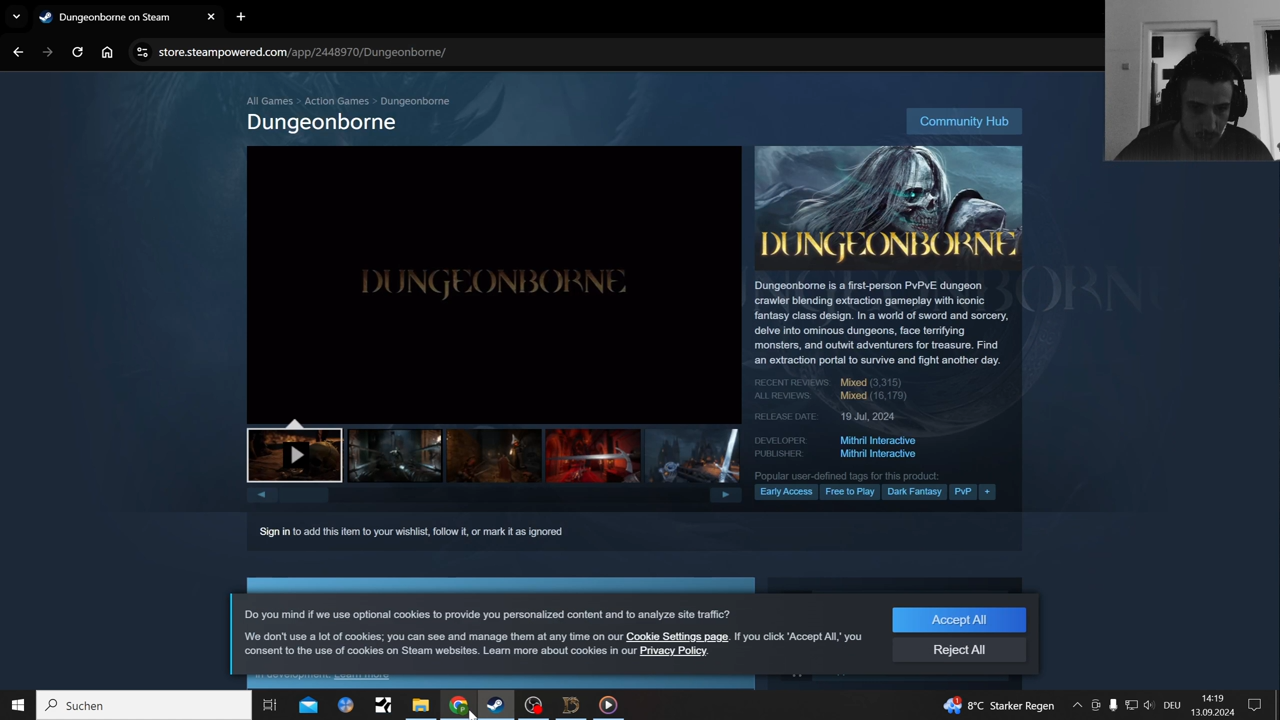 Dungeonborne on Steam
store.steampowered.com/app/2448970/Dungeonborne/
All Games > Action Games > Dungeonborne
Dungeonborne
Community Hub
DUNGEONBORNE
DUNGEONBORNE
Dungeonborne is a first-person PvPvE dungeon
crawler blending extraction gameplay with iconic
fantasy class design. In a world of sword and sorcery,
delve into ominous dungeons, face terrifying
monsters, and outwit adventurers for treasure. Find
an extraction portal to survive and fight another day.
RECENT REVIEWS: Mixed (3,315)
ALL REVIEWS: Mixed (16,179)
RELEASE DATE: 19 Jul, 2024
DEVELOPER: Mithril Interactive
PUBLISHER: Mithril Interactive
Popular user-defined tags for this product:
Early Access Free to Play Dark Fantasy PvP +
Sign in to add this item to your wishlist, follow it, or mark it as ignored
Do you mind if we use optional cookies to provide you personalized content and to analyze site traffic?
We don't use a lot of cookies; you can see and manage them at any time on our Cookie Settings page. If you click 'Accept All,' you
consent to the use of cookies on Steam websites. Learn more about cookies in our Privacy Policy.
Accept All
Reject All
in development. Learn more
Suchen
1
8°C Starker Regen
DEU
14:19
13.09.2024